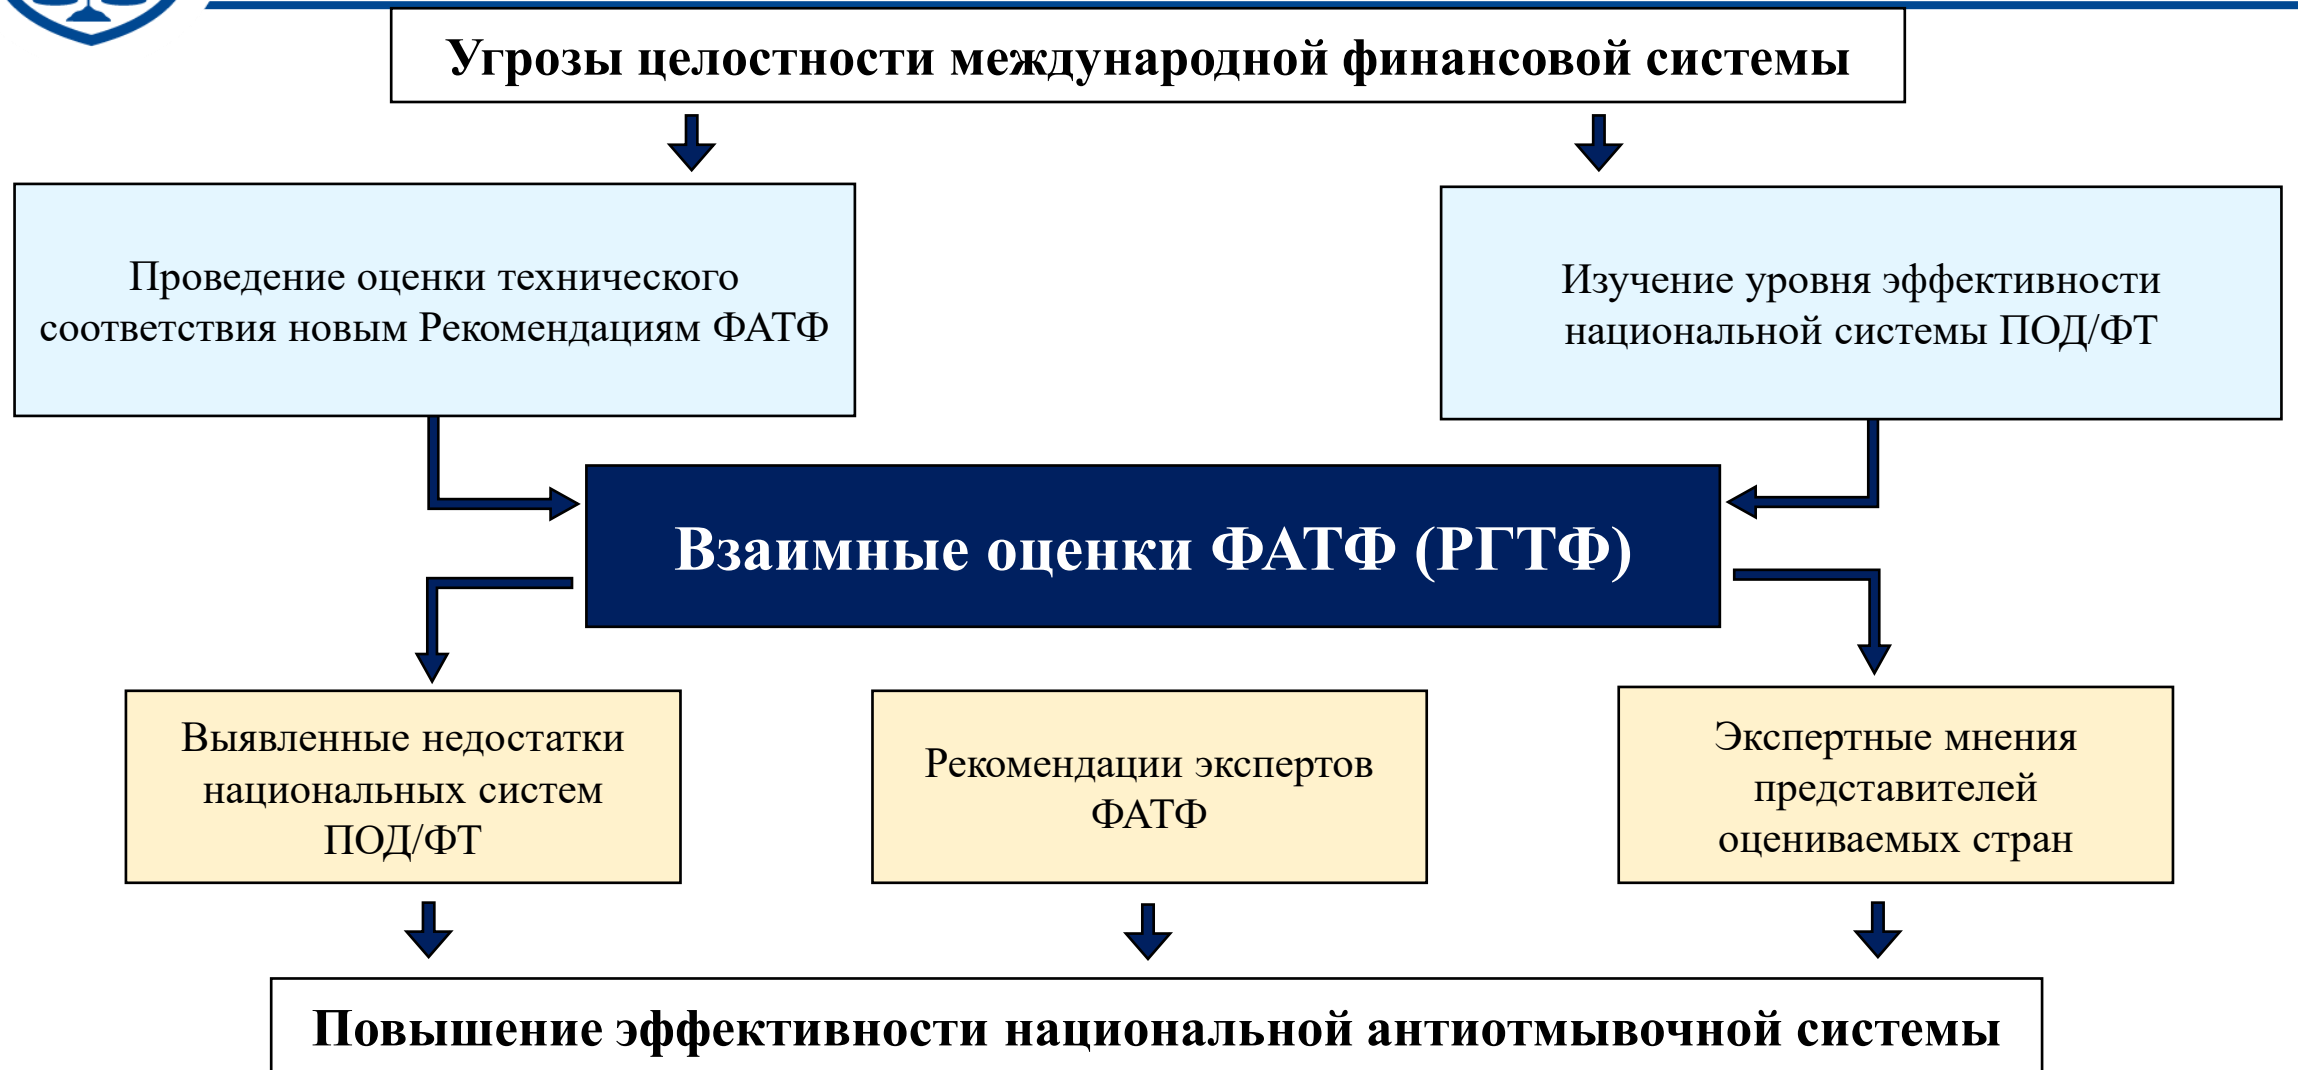 Угрозы целостности международной финансовой системы
Проведение оценки технического
соответствия новым Рекомендациям ФАТФ
Изучение уровня эффективности
национальной системы ПОД/ФТ
Взаимные оценки ФАТФ (РГТФ)
Выявленные недостатки
национальных систем
ПОД/ФТ
Рекомендации экспертов
ФАТФ
Экспертные мнения
представителей
оцениваемых стран
Повышение эффективности национальной антиотмывочной системы